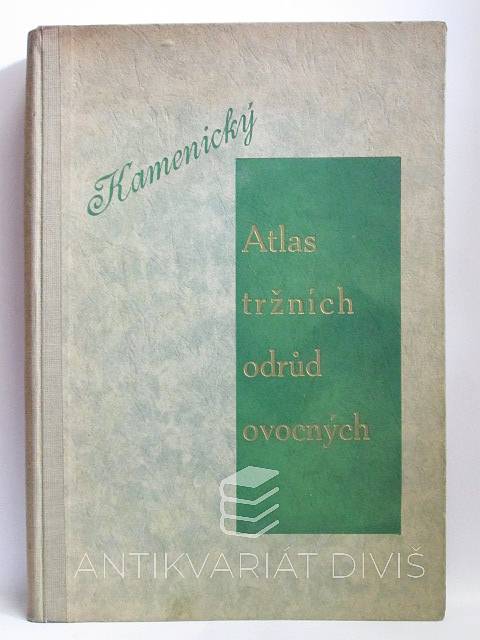 Kamenický
Atlas
tržních
odrůd
ovocných
ANTIKVARIÁT DIVIŠ